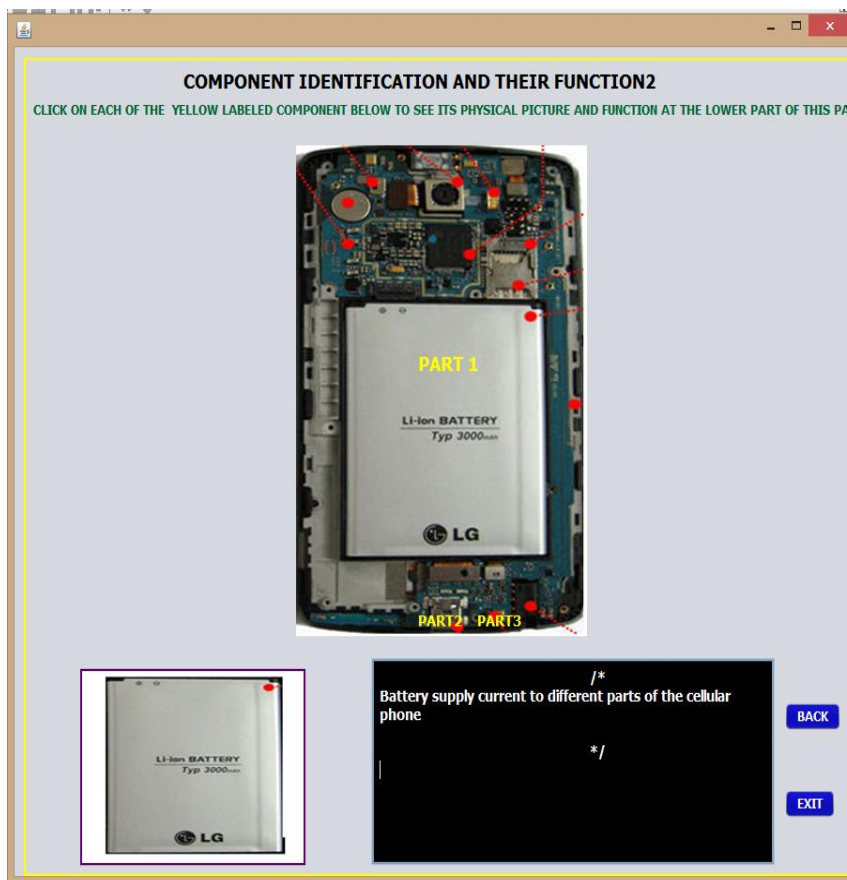 COMPONENT IDENTIFICATION AND THEIR FUNCTION2
CLICK ON EACH OF THE YELLOW LABELED COMPONENT BELOW TO SEE ITS PHYSICAL PICTURE AND FUNCTION AT THE LOWER PART OF THIS PA
PART 1
Li-ion BATTERY
Typ 3000mAh
LG
PART2 PART3
Li-ion BATTERY
Typ 3000mAh
LG
/*
Battery supply current to different parts of the cellular
phone
*/
BACK
EXIT